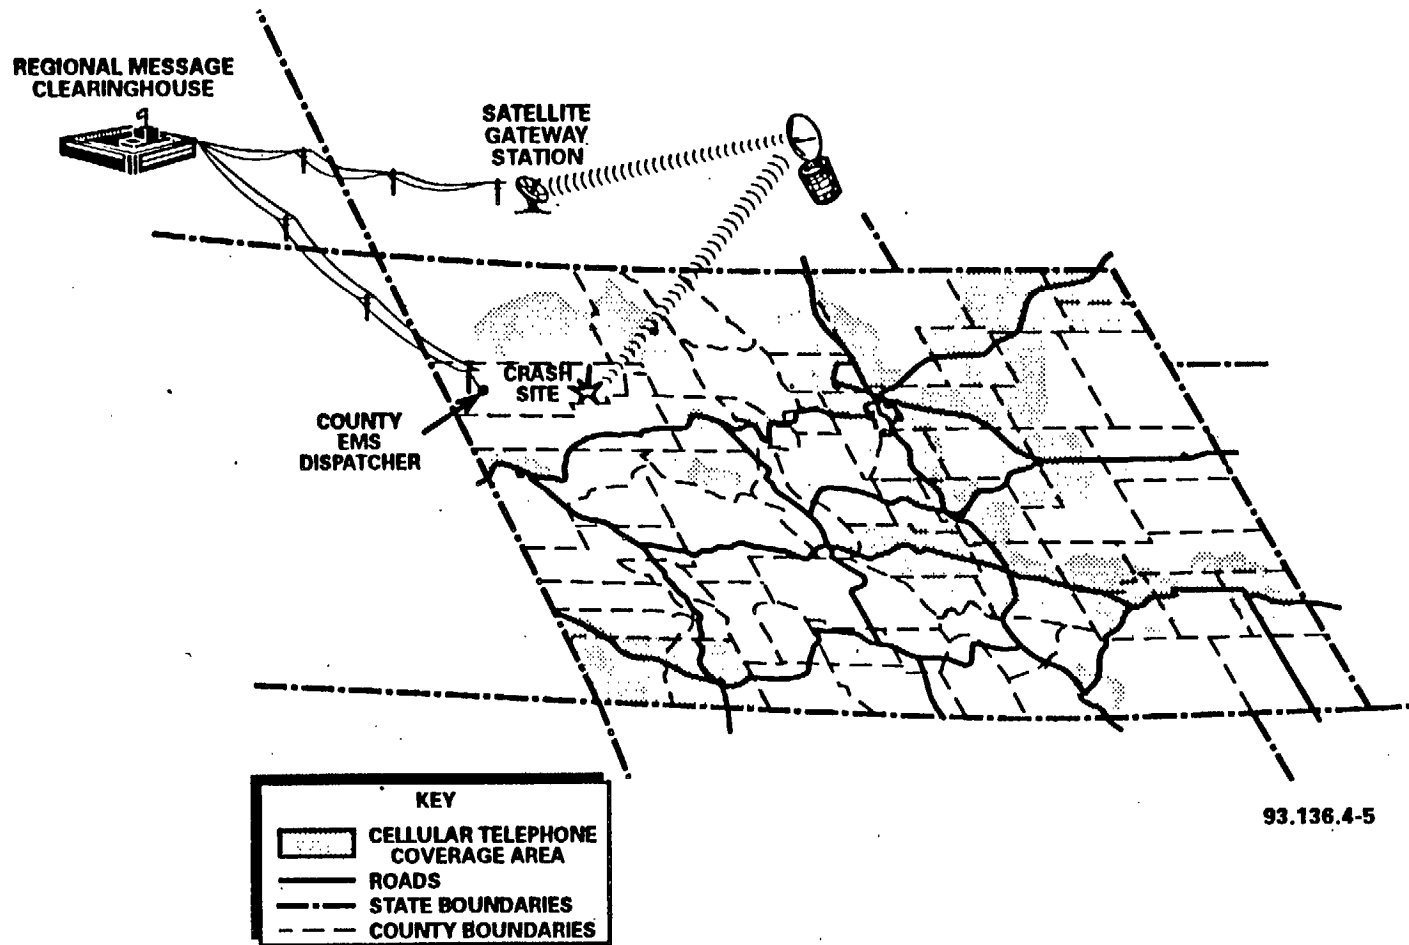 REGIONAL MESSAGE
CLEARINGHOUSE
SATELLITE
GATEWAY
STATION
CRASH
SITE
COUNTY
EMS
DISPATCHER
KEY
CELLULAR TELEPHONE
COVERAGE AREA
ROADS
STATE BOUNDARIES
COUNTY BOUNDARIES
93.136.4-5